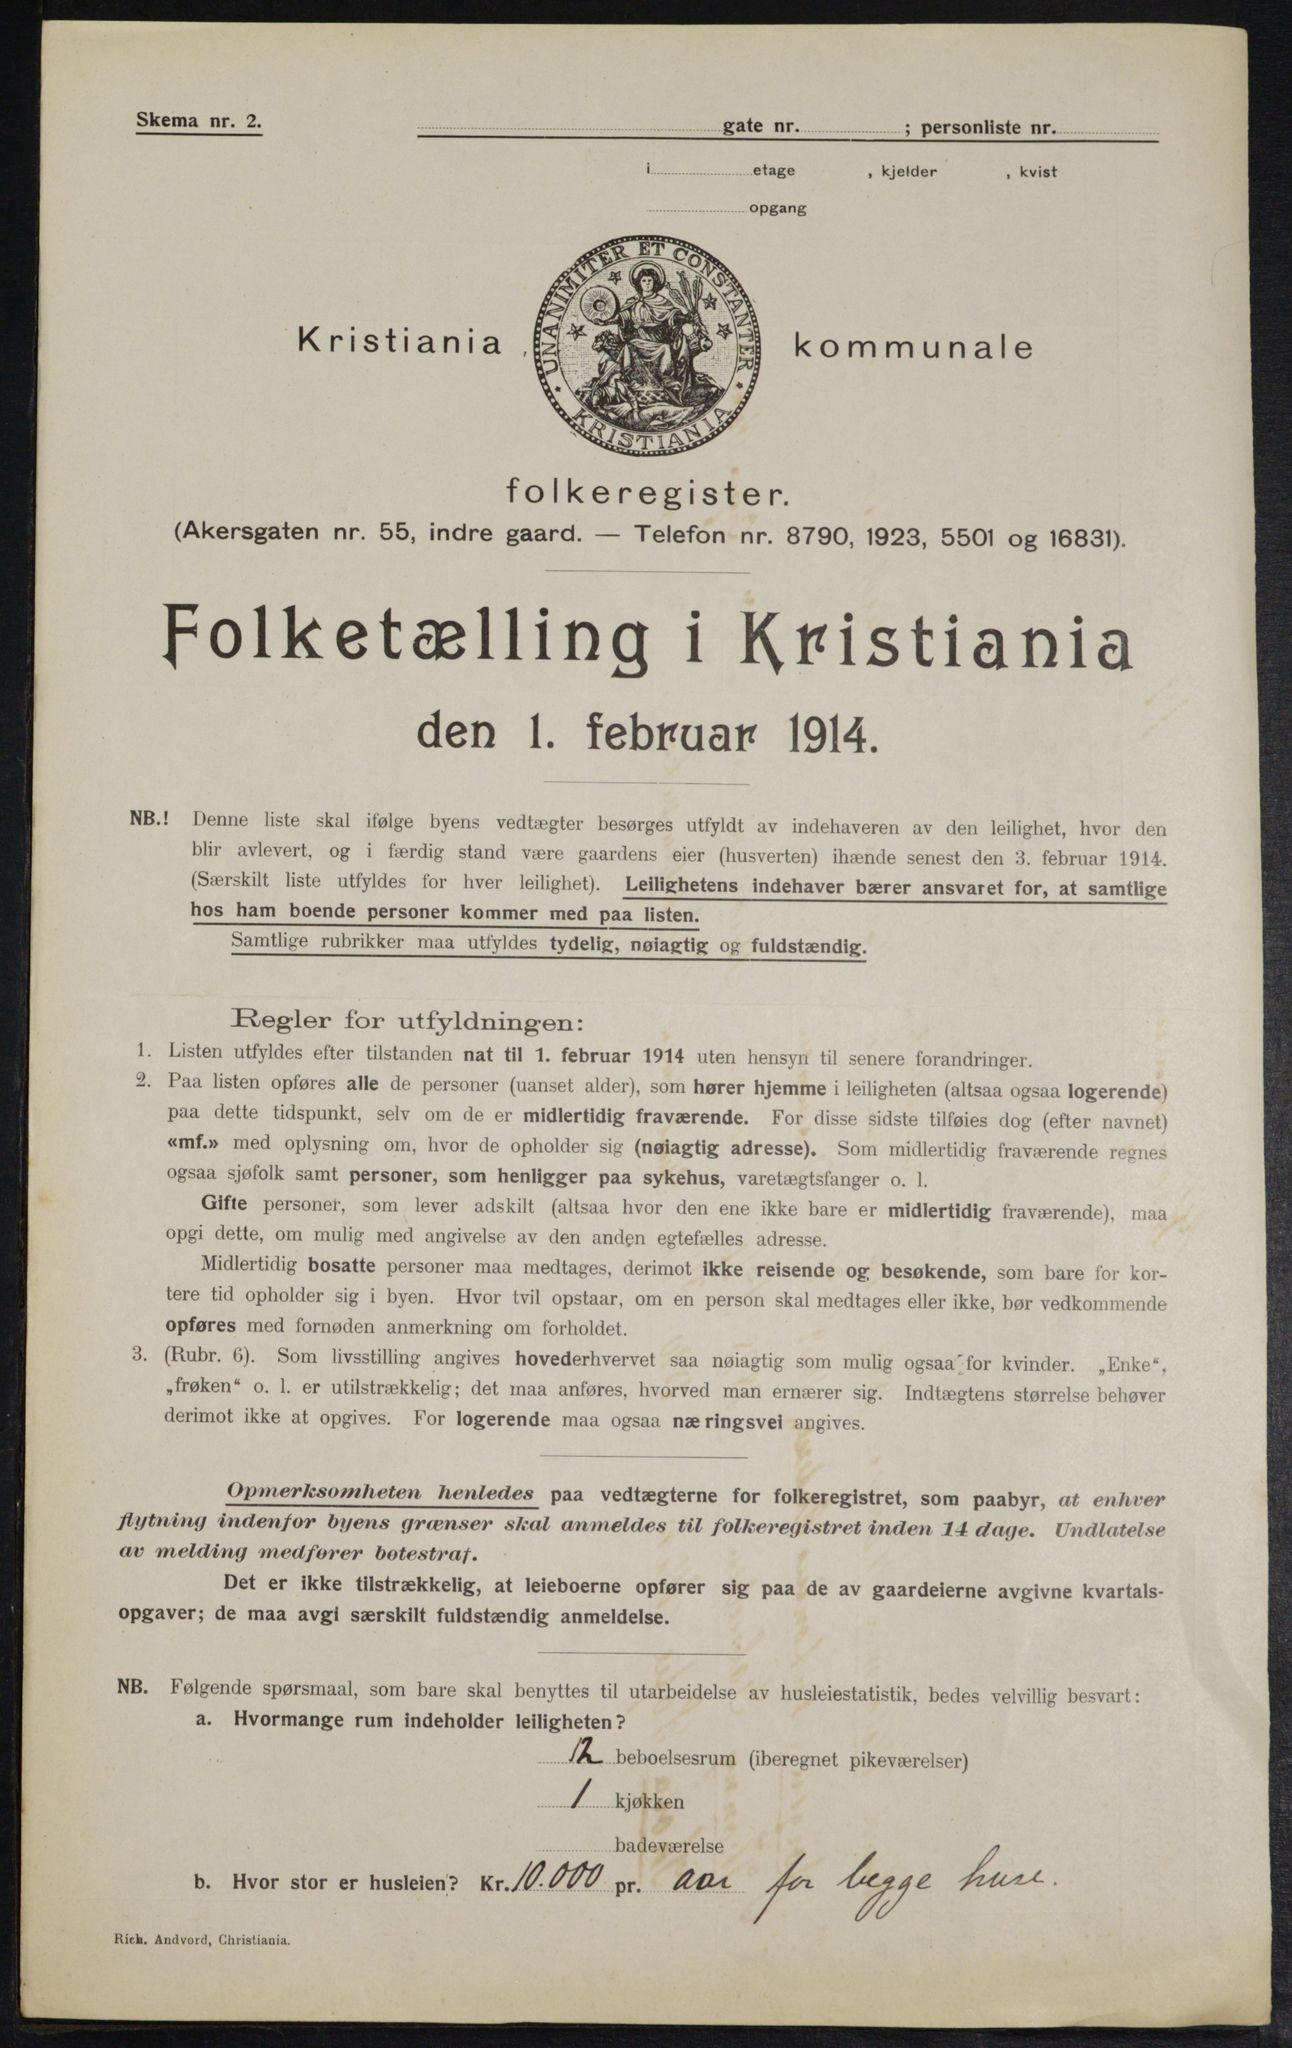 Skema nr. 2.
gate nr. ; personliste nr.
i etage , kjelder , kvist
opgang
UNANIMITER ET CONSTANTER
KRISTIANIA
Kristiania kommunale
folkeregister.
(Akersgaten nr. 55, indre gaard. — Telefon nr. 8790, 1923, 5501 og 16831).
Folketælling i Kristiania
den 1. februar 1914.
NB.! Denne liste skal ifølge byens vedtægter besørges utfyldt av indehaveren av den leilighet, hvor den
blir avlevert, og i færdig stand være gaardens eier (husverten) ihænde senest den 3. februar 1914.
(Særskilt liste utfyldes for hver leilighet). Leilighetens indehaver bærer ansvaret for, at samtlige
hos ham boende personer kommer med paa listen.
Samtlige rubrikker maa utfyldes tydelig, nøiagtig og fuldstændig.
Regler for utfyldningen:
1. Listen utfyldes efter tilstanden nat til 1. februar 1914 uten hensyn til senere forandringer.
2. Paa listen opføres alle de personer (uanset alder), som hører hjemme i leiligheten (altsaa ogsaa logerende)
paa dette tidspunkt, selv om de er midlertidig fraværende. For disse sidste tilføies dog (efter navnet)
«mf.» med oplysning om, hvor de opholder sig (nøiagtig adresse). Som midlertidig fraværende regnes
ogsaa sjøfolk samt personer, som henligger paa sykehus, varetægtsfanger o. l.
Gifte personer, som lever adskilt (altsaa hvor den ene ikke bare er midlertidig fraværende), maa
opgi dette, om mulig med angivelse av den anden egtefælles adresse.
Midlertidig bosatte personer maa medtages, derimot ikke reisende og besøkende, som bare for kor-
tere tid opholder sig i byen. Hvor tvil opstaar, om en person skal medtages eller ikke, bør vedkommende
opføres med fornøden anmerkning om forholdet.
3. (Rubr. 6). Som livsstilling angives hovederhvervet saa nøiagtig som mulig ogsaa for kvinder. „Enke“,
„frøken“ o. l. er utilstrækkelig; det maa anføres, hvorved man ernærer sig. Indtægtens størrelse behøver
derimot ikke at opgives. For logerende maa ogsaa næringsvei angives.
Opmerksomheten henledes paa vedtægterne for folkeregistret, som paabyr, at enhver
flytning indenfor byens grænser skal anmeldes til folkeregistret inden 14 dage. Undlatelse
av melding medfører bøtestraf.
Det er ikke tilstrækkelig, at leieboerne opfører sig paa de av gaardeierne avgivne kvartals-
opgaver; de maa avgi særskilt fuldstændig anmeldelse.
NB. Følgende spørsmaal, som bare skal benyttes til utarbeidelse av husleiestatistik, bedes velvillig besvart:
a. Hvormange rum indeholder leiligheten?
12 beboelsesrum (iberegnet pikeværelser)
1 kjøkken
badeværelse
b. Hvor stor er husleien? Kr. 10.000 pr. aar for begge huse.
Rich. Andvord, Christiania.